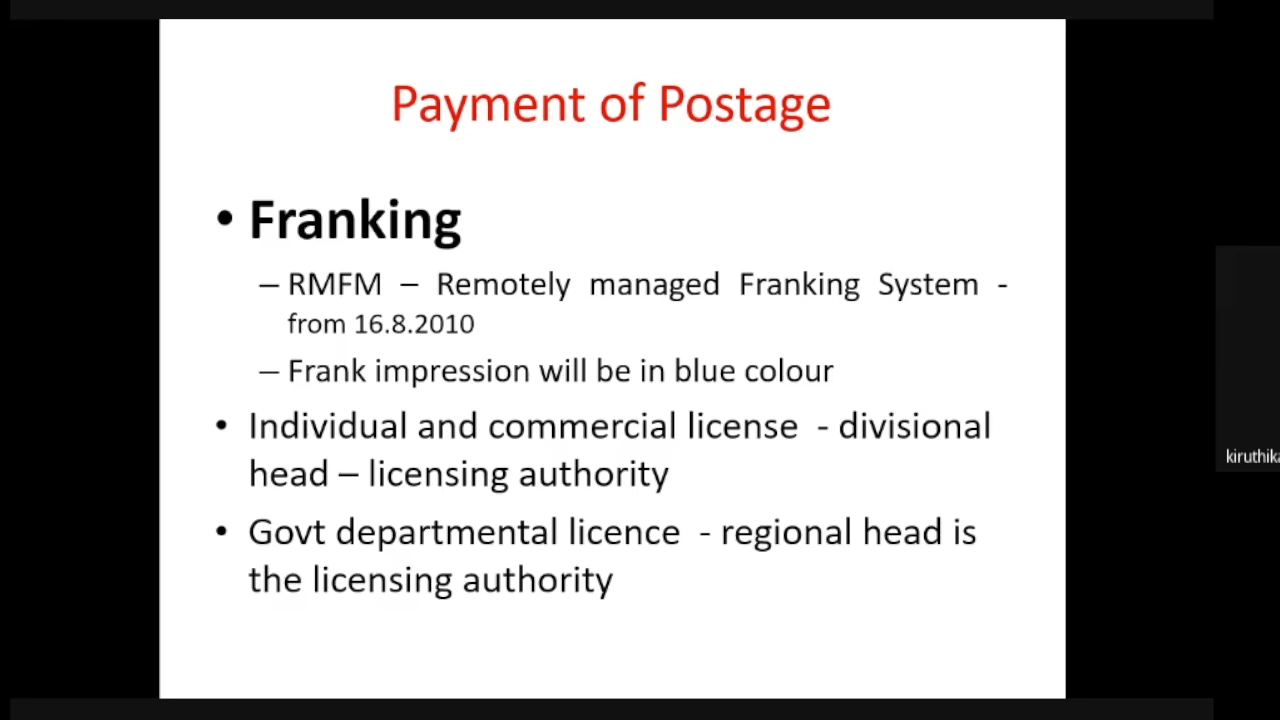 Payment of Postage
• Franking
– RMFM – Remotely managed Franking System -
from 16.8.2010
– Frank impression will be in blue colour
• Individual and commercial license - divisional
head – licensing authority
• Govt departmental licence - regional head is
the licensing authority
kiruthika